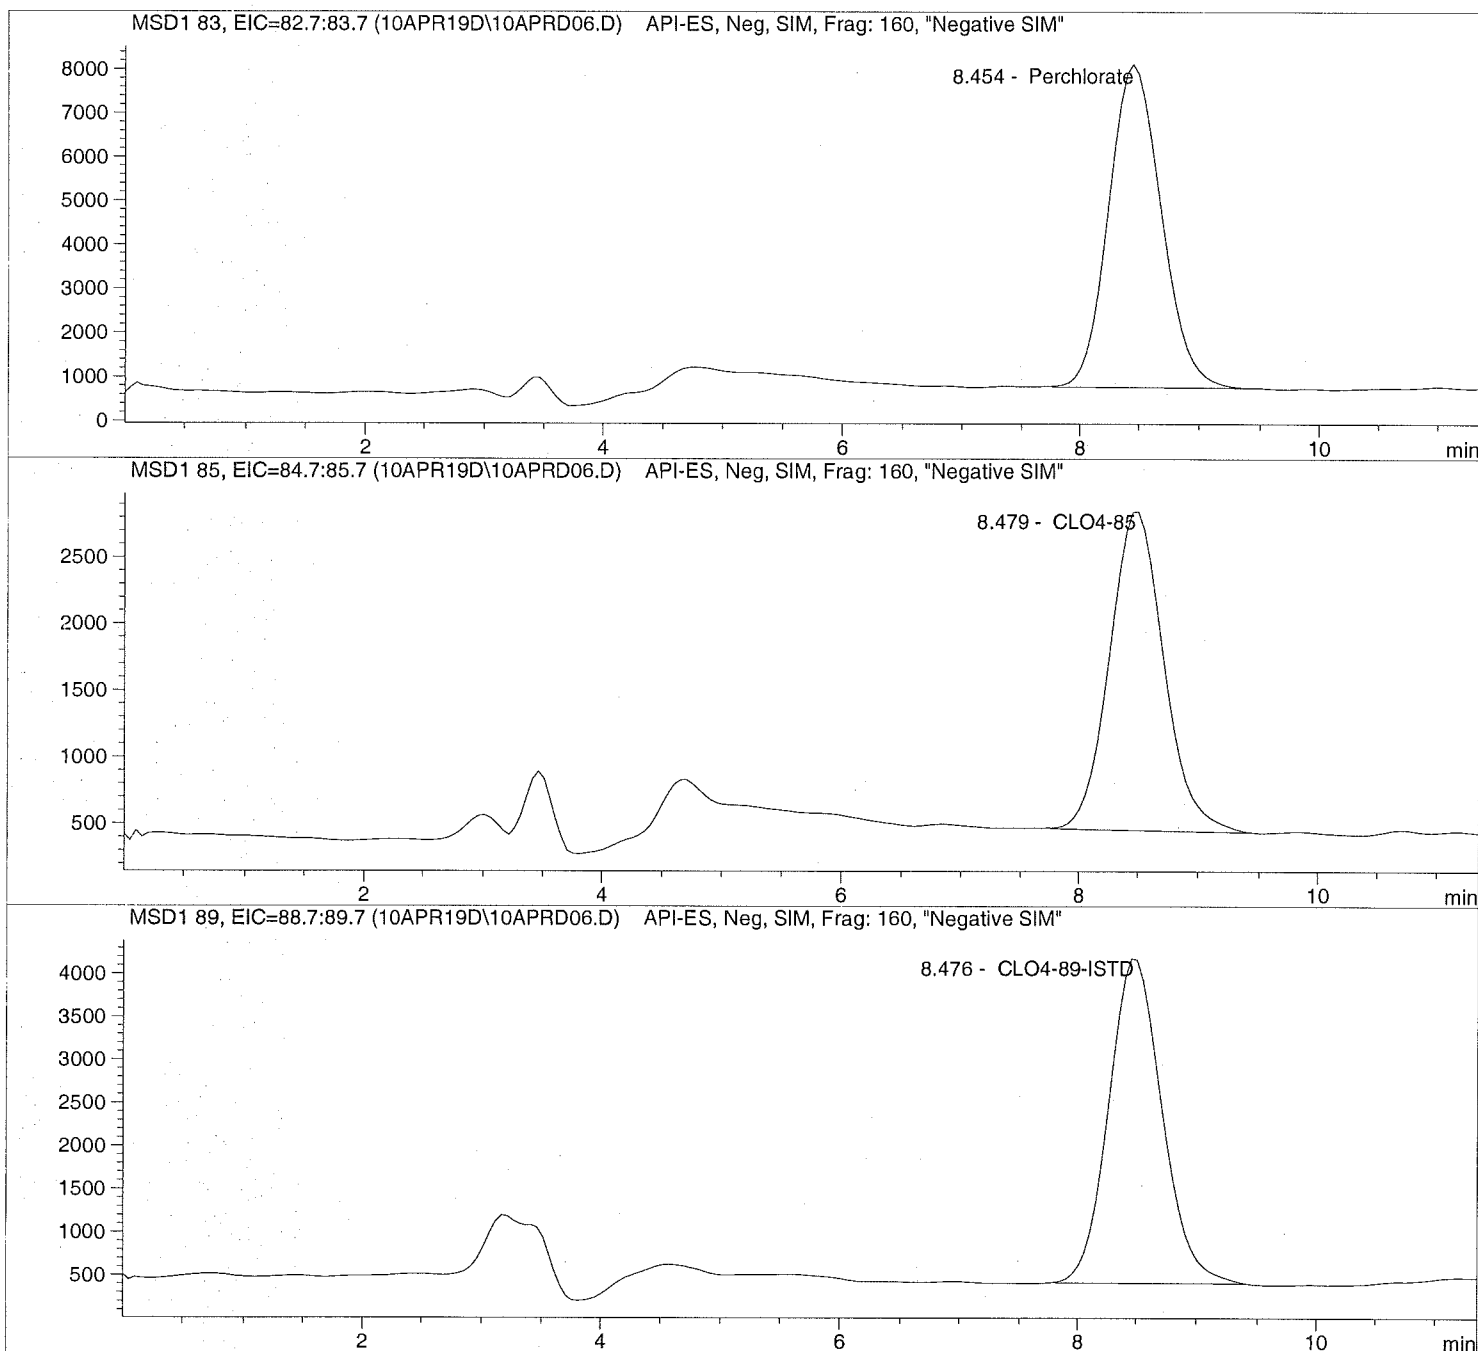 MSD1 83, EIC=82.7:83.7 (10APR19D\10APRD06.D) API-ES, Neg, SIM, Frag: 160, "Negative SIM"
8.454 - Perchlorate
8000
7000
6000
5000
4000
3000
2000
1000
0
2 4 6 8 10 min
MSD1 85, EIC=84.7:85.7 (10APR19D\10APRD06.D) API-ES, Neg, SIM, Frag: 160, "Negative SIM"
8.479 - CLO4-85
2500
2000
1500
1000
500
2 4 6 8 10 min
MSD1 89, EIC=88.7:89.7 (10APR19D\10APRD06.D) API-ES, Neg, SIM, Frag: 160, "Negative SIM"
8.476 - CLO4-89-ISTD
4000
3500
3000
2500
2000
1500
1000
500
2 4 6 8 10 min